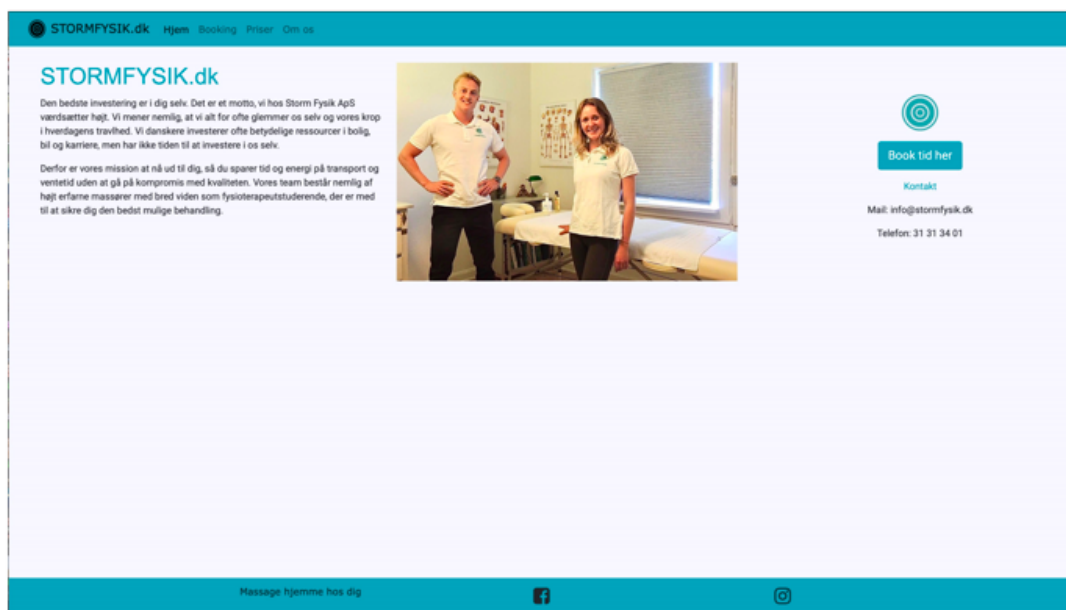 STORMFYSIK.dk Hjem Booking Priser Om os
STORMFYSIK.dk
Den bedste investering er i dig selv. Det er et motto, vi hos Storm Fysik ApS
værdsætter højt. Vi mener nemlig, at vi alt for ofte glemmer os selv og vores krop
i hverdagens travlhed. Vi danskere investerer ofte betydelige ressourcer i bolig,
bil og karriere, men har ikke tiden til at investere i os selv.
Derfor er vores mission at nå ud til dig, så du sparer tid og energi på transport og
ventetid uden at gå på kompromis med kvaliteten. Vores team består nemlig af
højt erfarne massører med bred viden som fysioterapeutstuderende, der er med
til at sikre dig den bedst mulige behandling.
Book tid her
Kontakt
Mail: info@stormfysik.dk
Telefon: 31 31 34 01
Massage hjemme hos dig